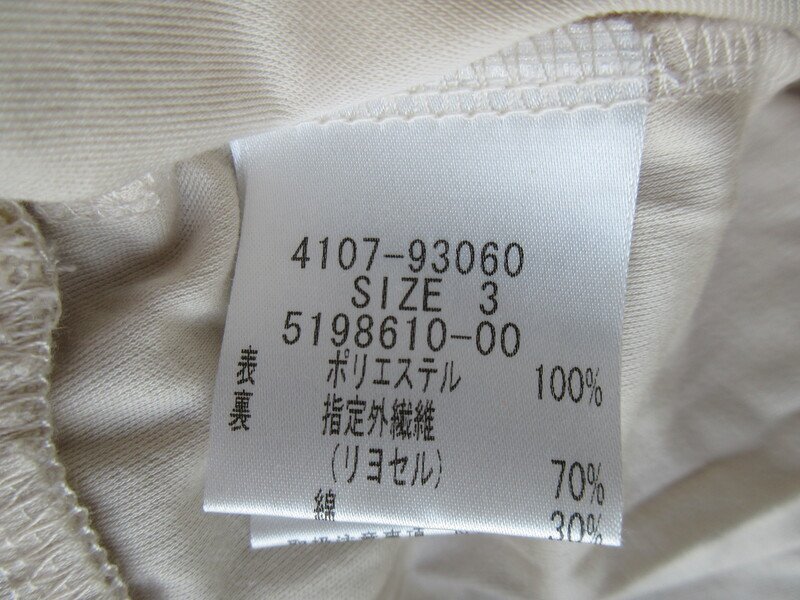 4107-93060
SIZE 3
5198610-00
表 ポリエステル 100%
裏 指定外繊維
(リヨセル) 70%
綿 30%